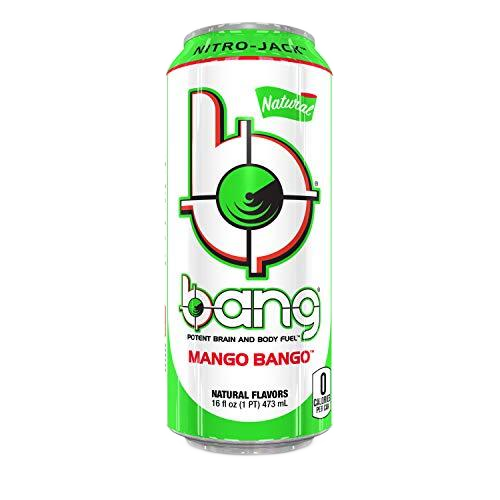 NITRO-JACK™
Natural
b
bang®
POTENT BRAIN AND BODY FUEL™
MANGO BANGO™
NATURAL FLAVORS
16 fl oz (1 PT) 473 mL
0
CALORIES
PER CAN